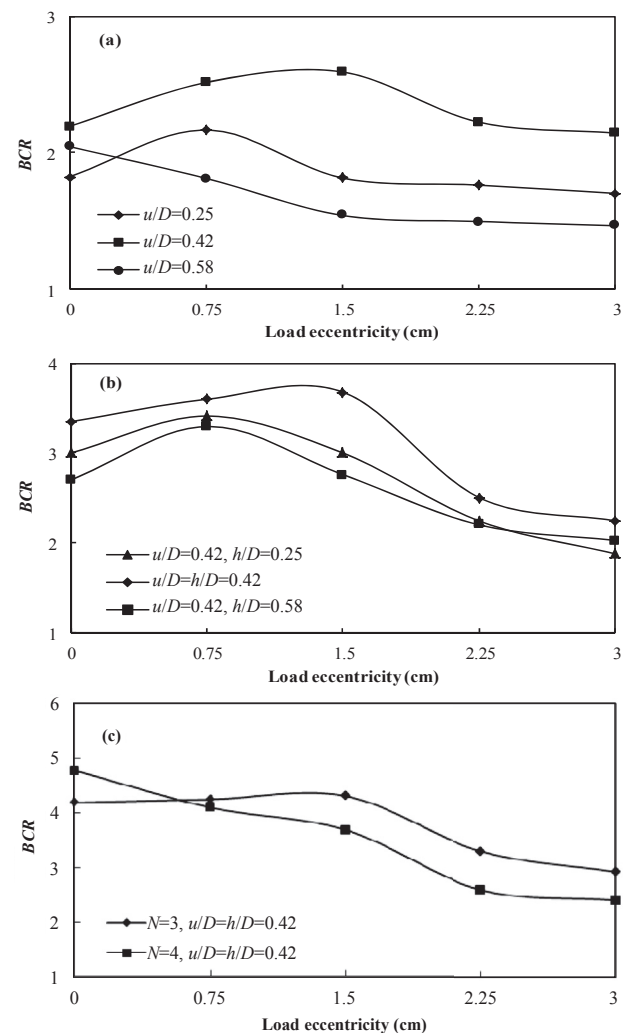 3
(a)
2
BCR
u/D=0.25
u/D=0.42
u/D=0.58
1
0 0.75 1.5 2.25 3
Load eccentricity (cm)
4
(b)
3
BCR
2
u/D=0.42, h/D=0.25
u/D=h/D=0.42
u/D=0.42, h/D=0.58
1
0 0.75 1.5 2.25 3
Load eccentricity (cm)
6
(c)
5
4
BCR
3
2
N=3, u/D=h/D=0.42
N=4, u/D=h/D=0.42
1
0 0.75 1.5 2.25 3
Load eccentricity (cm)